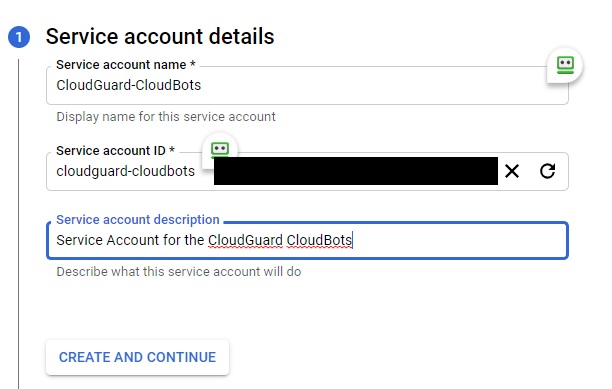 1 Service account details
Service account name *
CloudGuard-CloudBots
Display name for this service account
Service account ID *
cloudguard-cloudbots
Service account description
Service Account for the CloudGuard CloudBots
Describe what this service account will do
CREATE AND CONTINUE